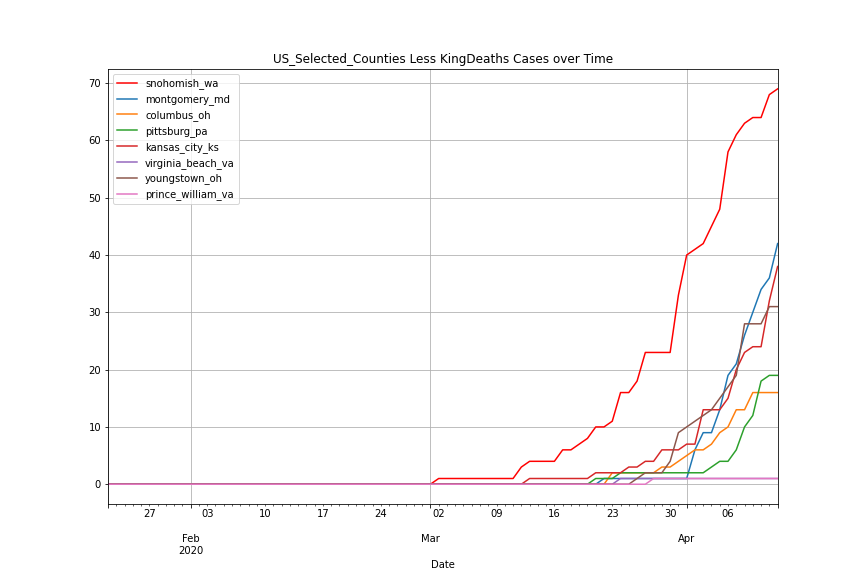 US_Selected_Counties Less KingDeaths Cases over Time
snohomish_wa
montgomery_md
columbus_oh
pittsburg_pa
kansas_city_ks
virginia_beach_va
youngstown_oh
prince_william_va
70
60
50
40
30
20
10
0
27 03 10 17 24 02 09 16 23 30 06
Feb Mar Apr
2020
Date